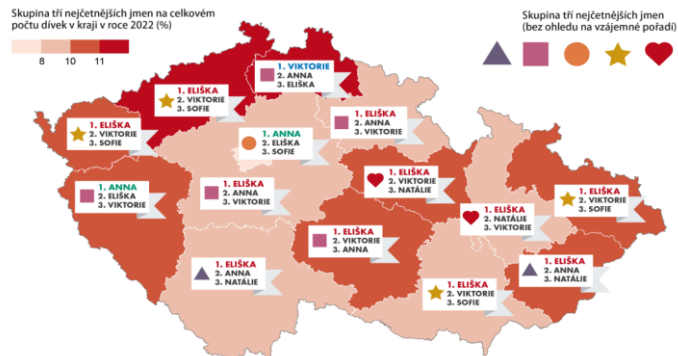 Skupina tří nejčetnějších jmen na celkovém
počtu dívek v kraji v roce 2022 (%)
8 10 11
Skupina tří nejčetnějších jmen
(bez ohledu na vzájemné pořadí)
1. VIKTORIE
2. ANNA
3. ELIŠKA
1. ELIŠKA
2. VIKTORIE
3. SOFIE
1. ELIŠKA
2. VIKTORIE
3. SOFIE
1. ELIŠKA
2. ANNA
3. VIKTORIE
1. ANNA
2. ELIŠKA
3. SOFIE
1. ANNA
2. ELIŠKA
3. VIKTORIE
1. ELIŠKA
2. ANNA
3. VIKTORIE
1. ELIŠKA
2. VIKTORIE
3. NATÁLIE
1. ELIŠKA
2. VIKTORIE
3. SOFIE
1. ELIŠKA
2. NATÁLIE
3. VIKTORIE
1. ELIŠKA
2. VIKTORIE
3. ANNA
1. ELIŠKA
2. ANNA
3. NATÁLIE
1. ELIŠKA
2. ANNA
3. NATÁLIE
1. ELIŠKA
2. VIKTORIE
3. SOFIE